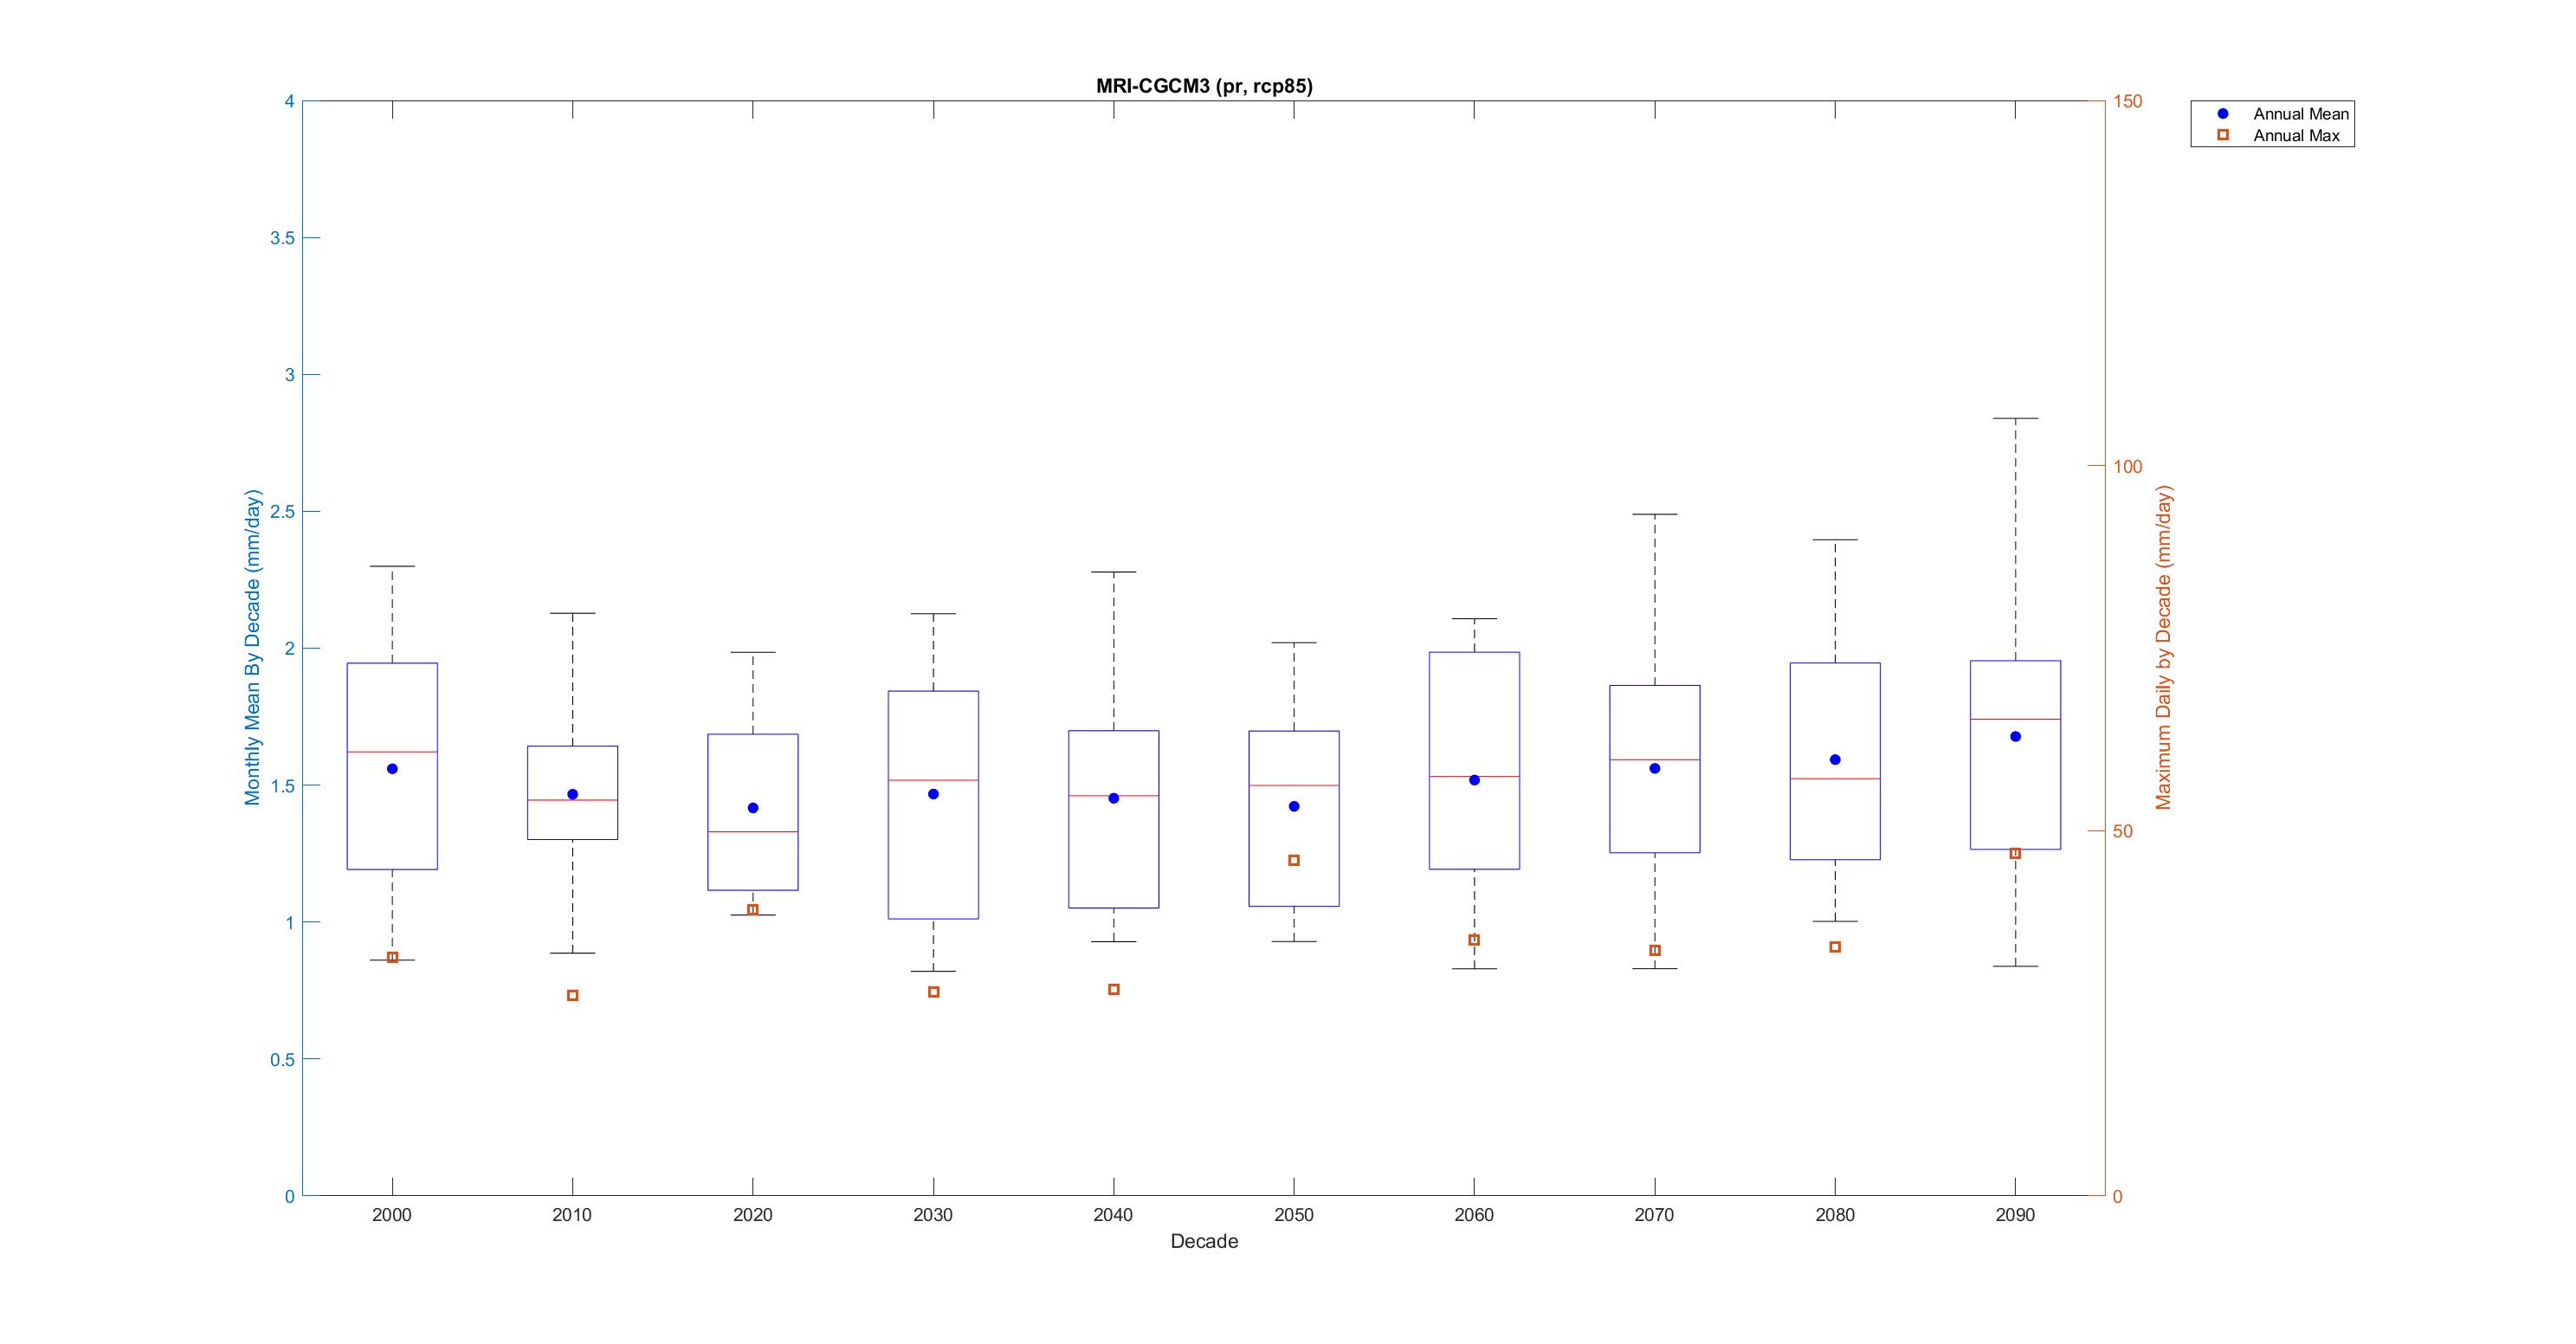 MRI-CGCM3 (pr, rcp85)
4
3.5
3
2.5
2
1.5
1
0.5
0
Monthly Mean By Decade (mm/day)
150
100
50
0
Maximum Daily by Decade (mm/day)
Annual Mean
Annual Max
2000 2010 2020 2030 2040 2050 2060 2070 2080 2090
Decade